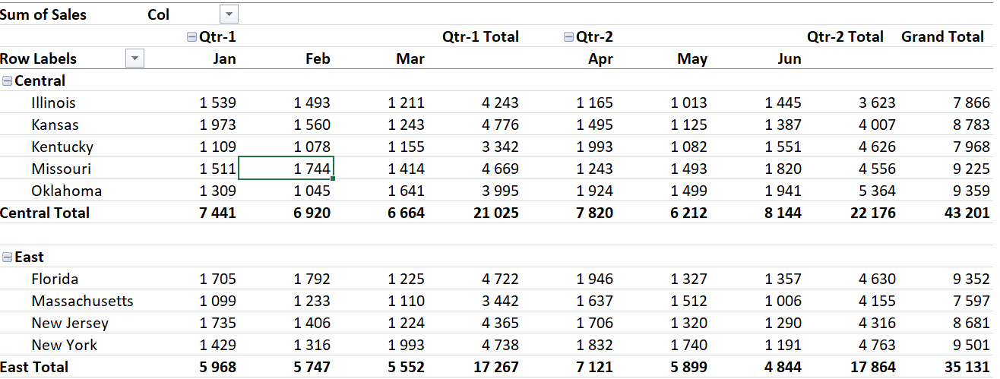 Sum of Sales Col
Qtr-1 Qtr-1 Total Qtr-2 Qtr-2 Total Grand Total
Row Labels Jan Feb Mar Apr May Jun
Central
Illinois 1 539 1 493 1 211 4 243 1 165 1 013 1 445 3 623 7 866
Kansas 1 973 1 560 1 243 4 776 1 495 1 125 1 387 4 007 8 783
Kentucky 1 109 1 078 1 155 3 342 1 993 1 082 1 551 4 626 7 968
Missouri 1 511 1 744 1 414 4 669 1 243 1 493 1 820 4 556 9 225
Oklahoma 1 309 1 045 1 641 3 995 1 924 1 499 1 941 5 364 9 359
Central Total 7 441 6 920 6 664 21 025 7 820 6 212 8 144 22 176 43 201
East
Florida 1 705 1 792 1 225 4 722 1 946 1 327 1 357 4 630 9 352
Massachusetts 1 099 1 233 1 110 3 442 1 637 1 512 1 006 4 155 7 597
New Jersey 1 735 1 406 1 224 4 365 1 706 1 320 1 290 4 316 8 681
New York 1 429 1 316 1 993 4 738 1 832 1 740 1 191 4 763 9 501
East Total 5 968 5 747 5 552 17 267 7 121 5 899 4 844 17 864 35 131